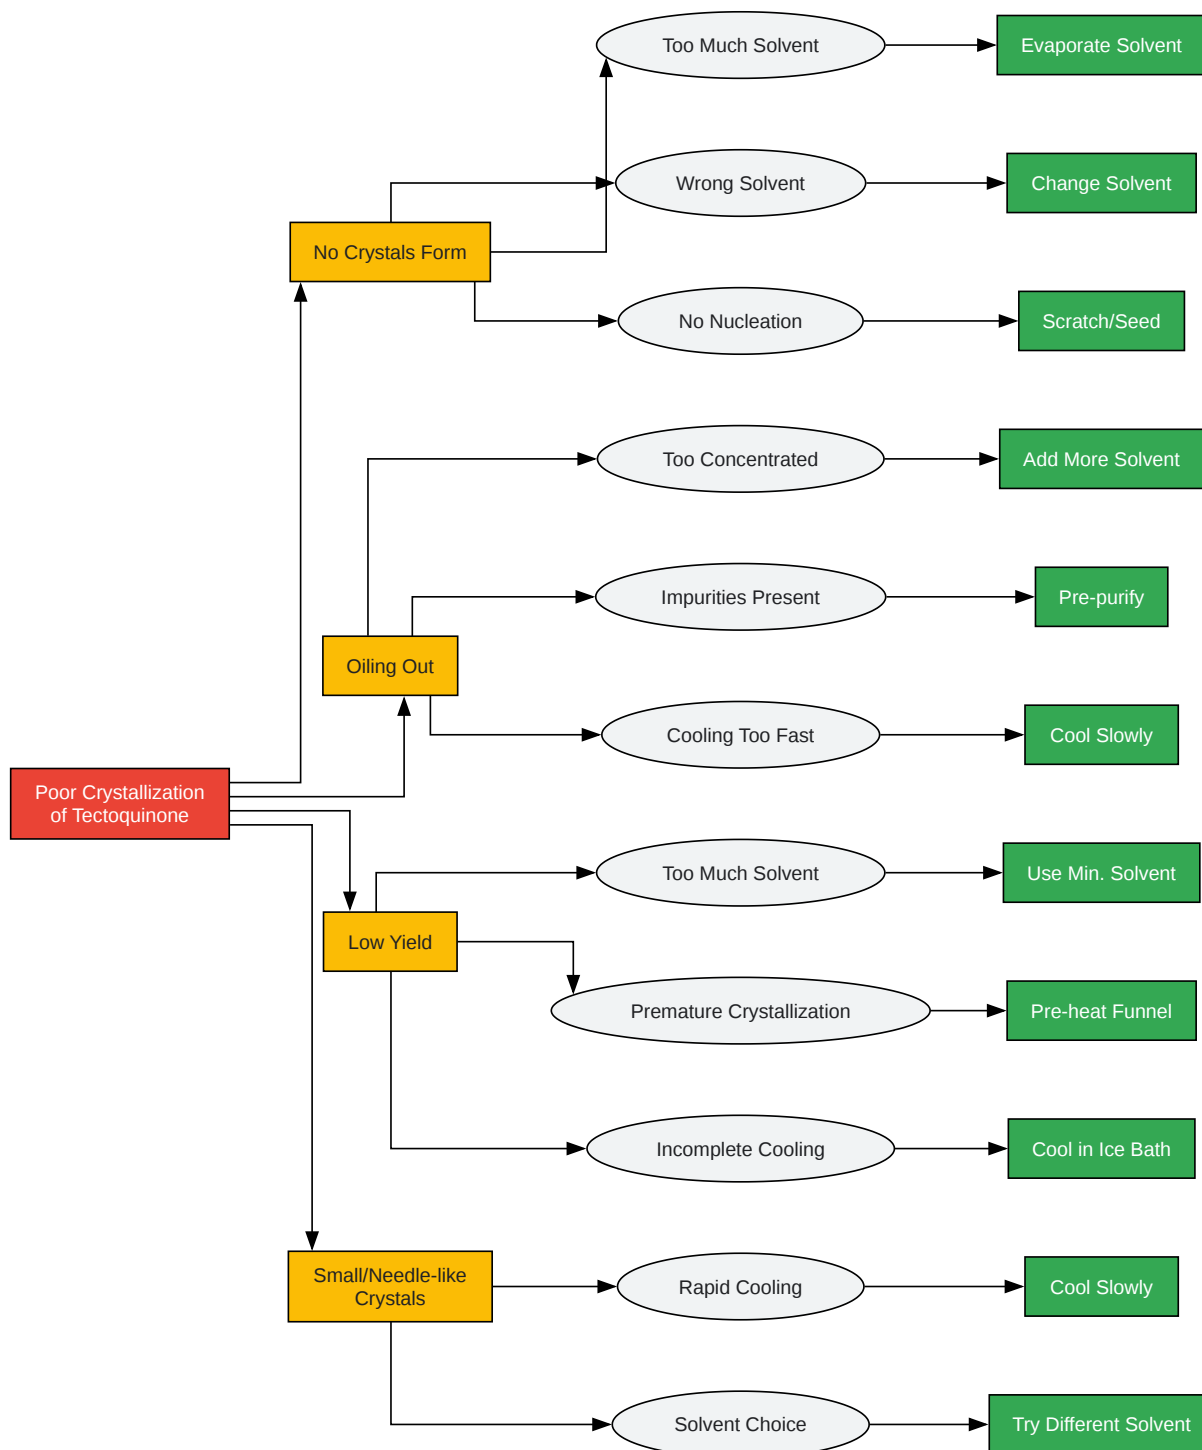 Too Much Solvent
Evaporate Solvent
Wrong Solvent
Change Solvent
No Crystals Form
No Nucleation
Scratch/Seed
Too Concentrated
Add More Solvent
Impurities Present
Pre-purify
Oiling Out
Cooling Too Fast
Cool Slowly
Poor Crystallization
of Tectoquinone
Too Much Solvent
Use Min. Solvent
Low Yield
Premature Crystallization
Pre-heat Funnel
Incomplete Cooling
Cool in Ice Bath
Small/Needle-like
Crystals
Rapid Cooling
Cool Slowly
Solvent Choice
Try Different Solvent